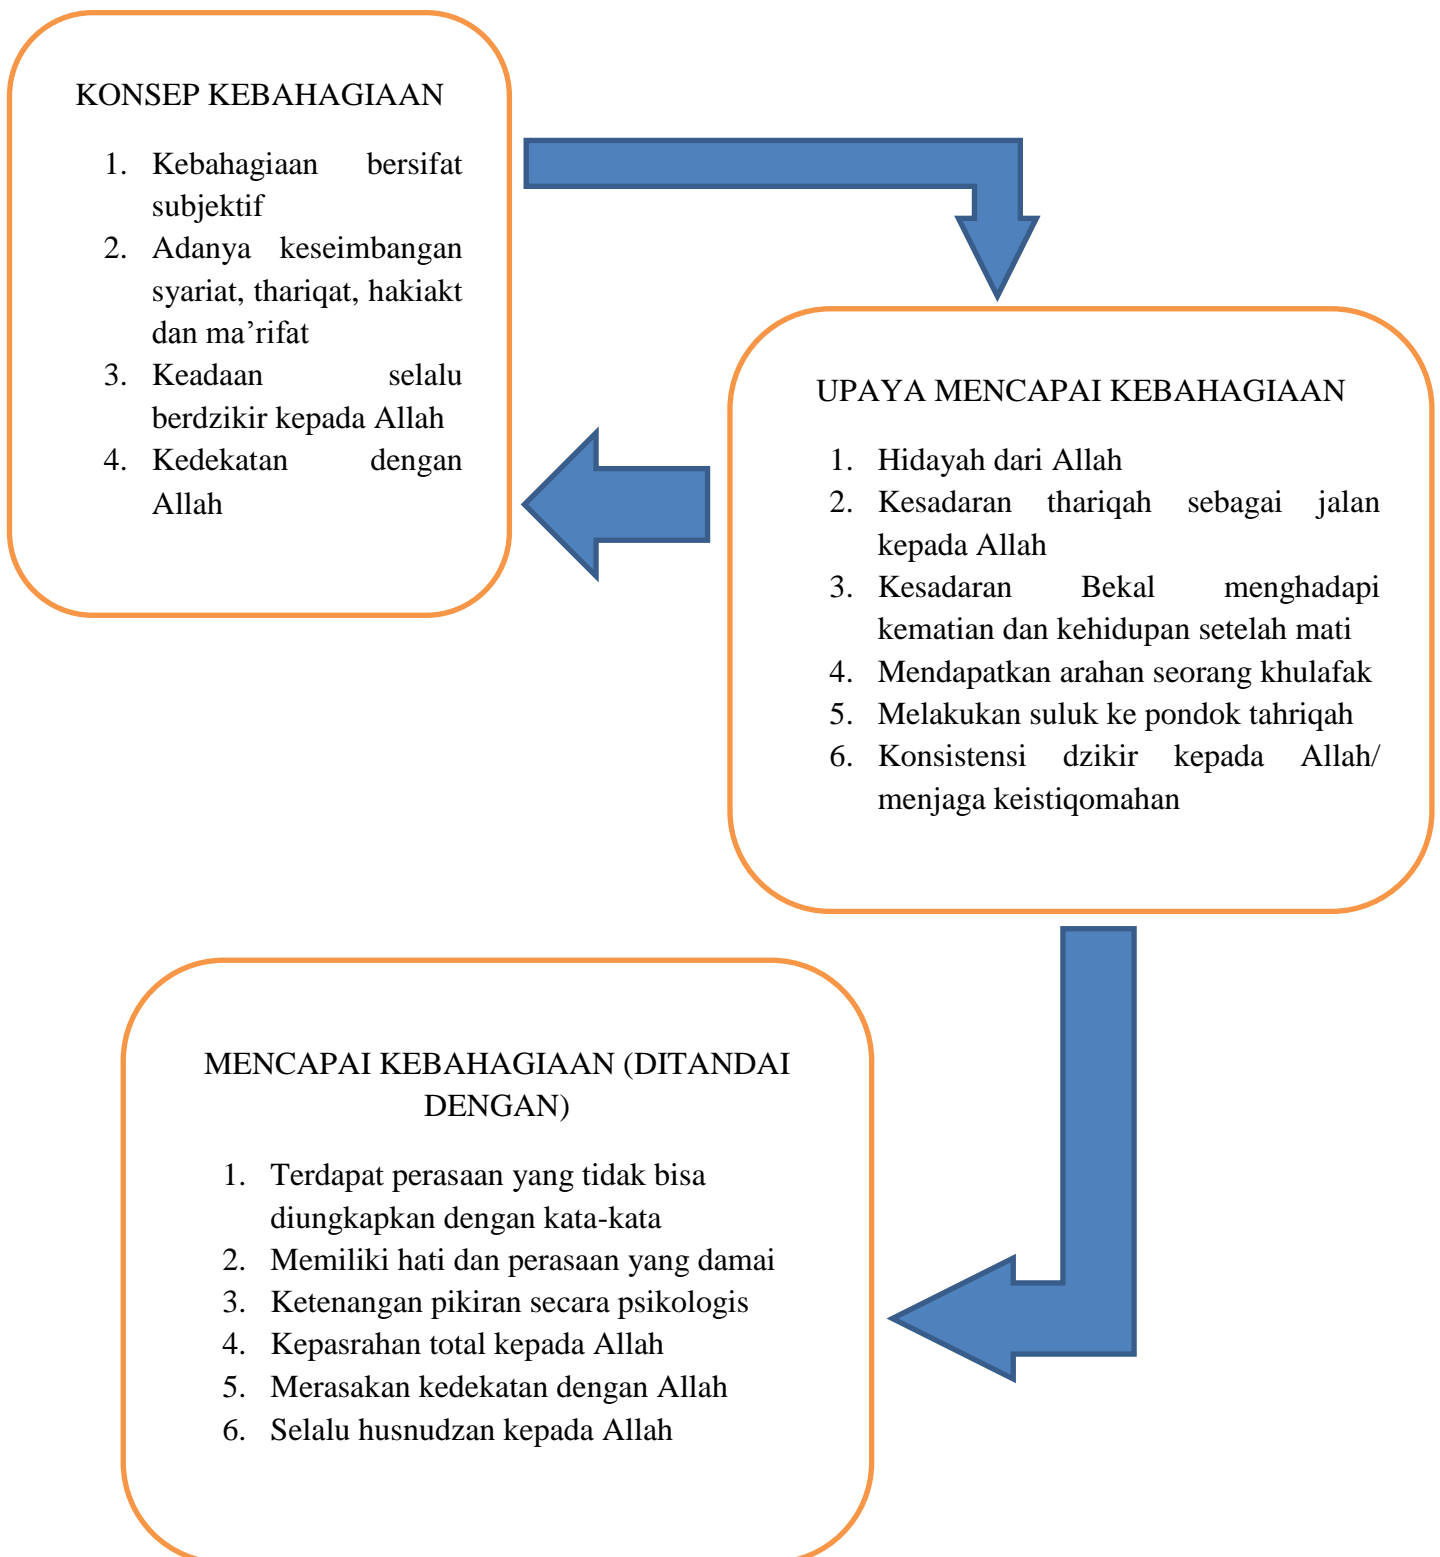 KONSEP KEBAHAGIAAN
1. Kebahagiaan bersifat
subjektif
2. Adanya keseimbangan
syariat, thariqat, hakiakt
dan ma’rifat
3. Keadaan selalu
berdzikir kepada Allah
4. Kedekatan dengan
Allah
UPAYA MENCAPAI KEBAHAGIAAN
1. Hidayah dari Allah
2. Kesadaran thariqah sebagai jalan
kepada Allah
3. Kesadaran Bekal menghadapi
kematian dan kehidupan setelah mati
4. Mendapatkan arahan seorang khulafak
5. Melakukan suluk ke pondok tahriqah
6. Konsistensi dzikir kepada Allah/
menjaga keistiqomahan
MENCAPAI KEBAHAGIAAN (DITANDAI
DENGAN)
1. Terdapat perasaan yang tidak bisa
diungkapkan dengan kata-kata
2. Memiliki hati dan perasaan yang damai
3. Ketenangan pikiran secara psikologis
4. Kepasrahan total kepada Allah
5. Merasakan kedekatan dengan Allah
6. Selalu husnudzan kepada Allah